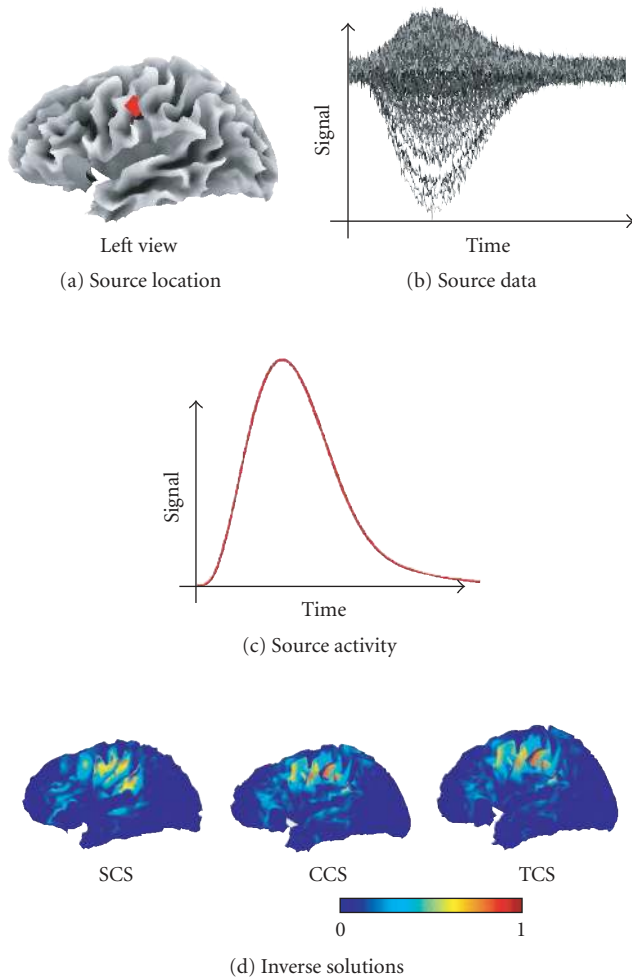 Left view
(a) Source location
Signal
Time
(b) Source data
Signal
Time
(c) Source activity
SCS
CCS
TCS
0
1
(d) Inverse solutions